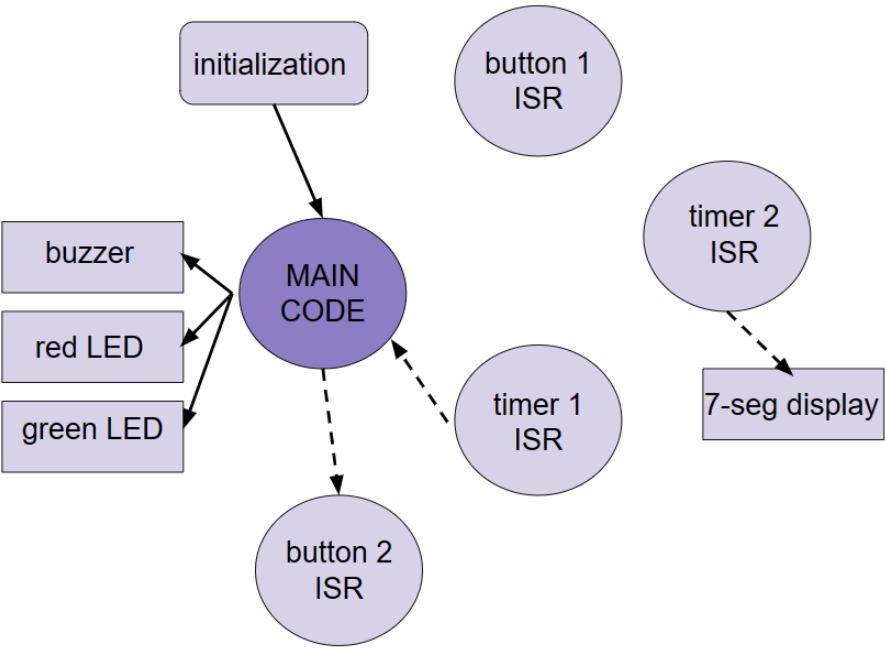 initialization
button 1
ISR
timer 2
ISR
buzzer
MAIN
CODE
red LED
timer 1
ISR
7-seg display
green LED
button 2
ISR